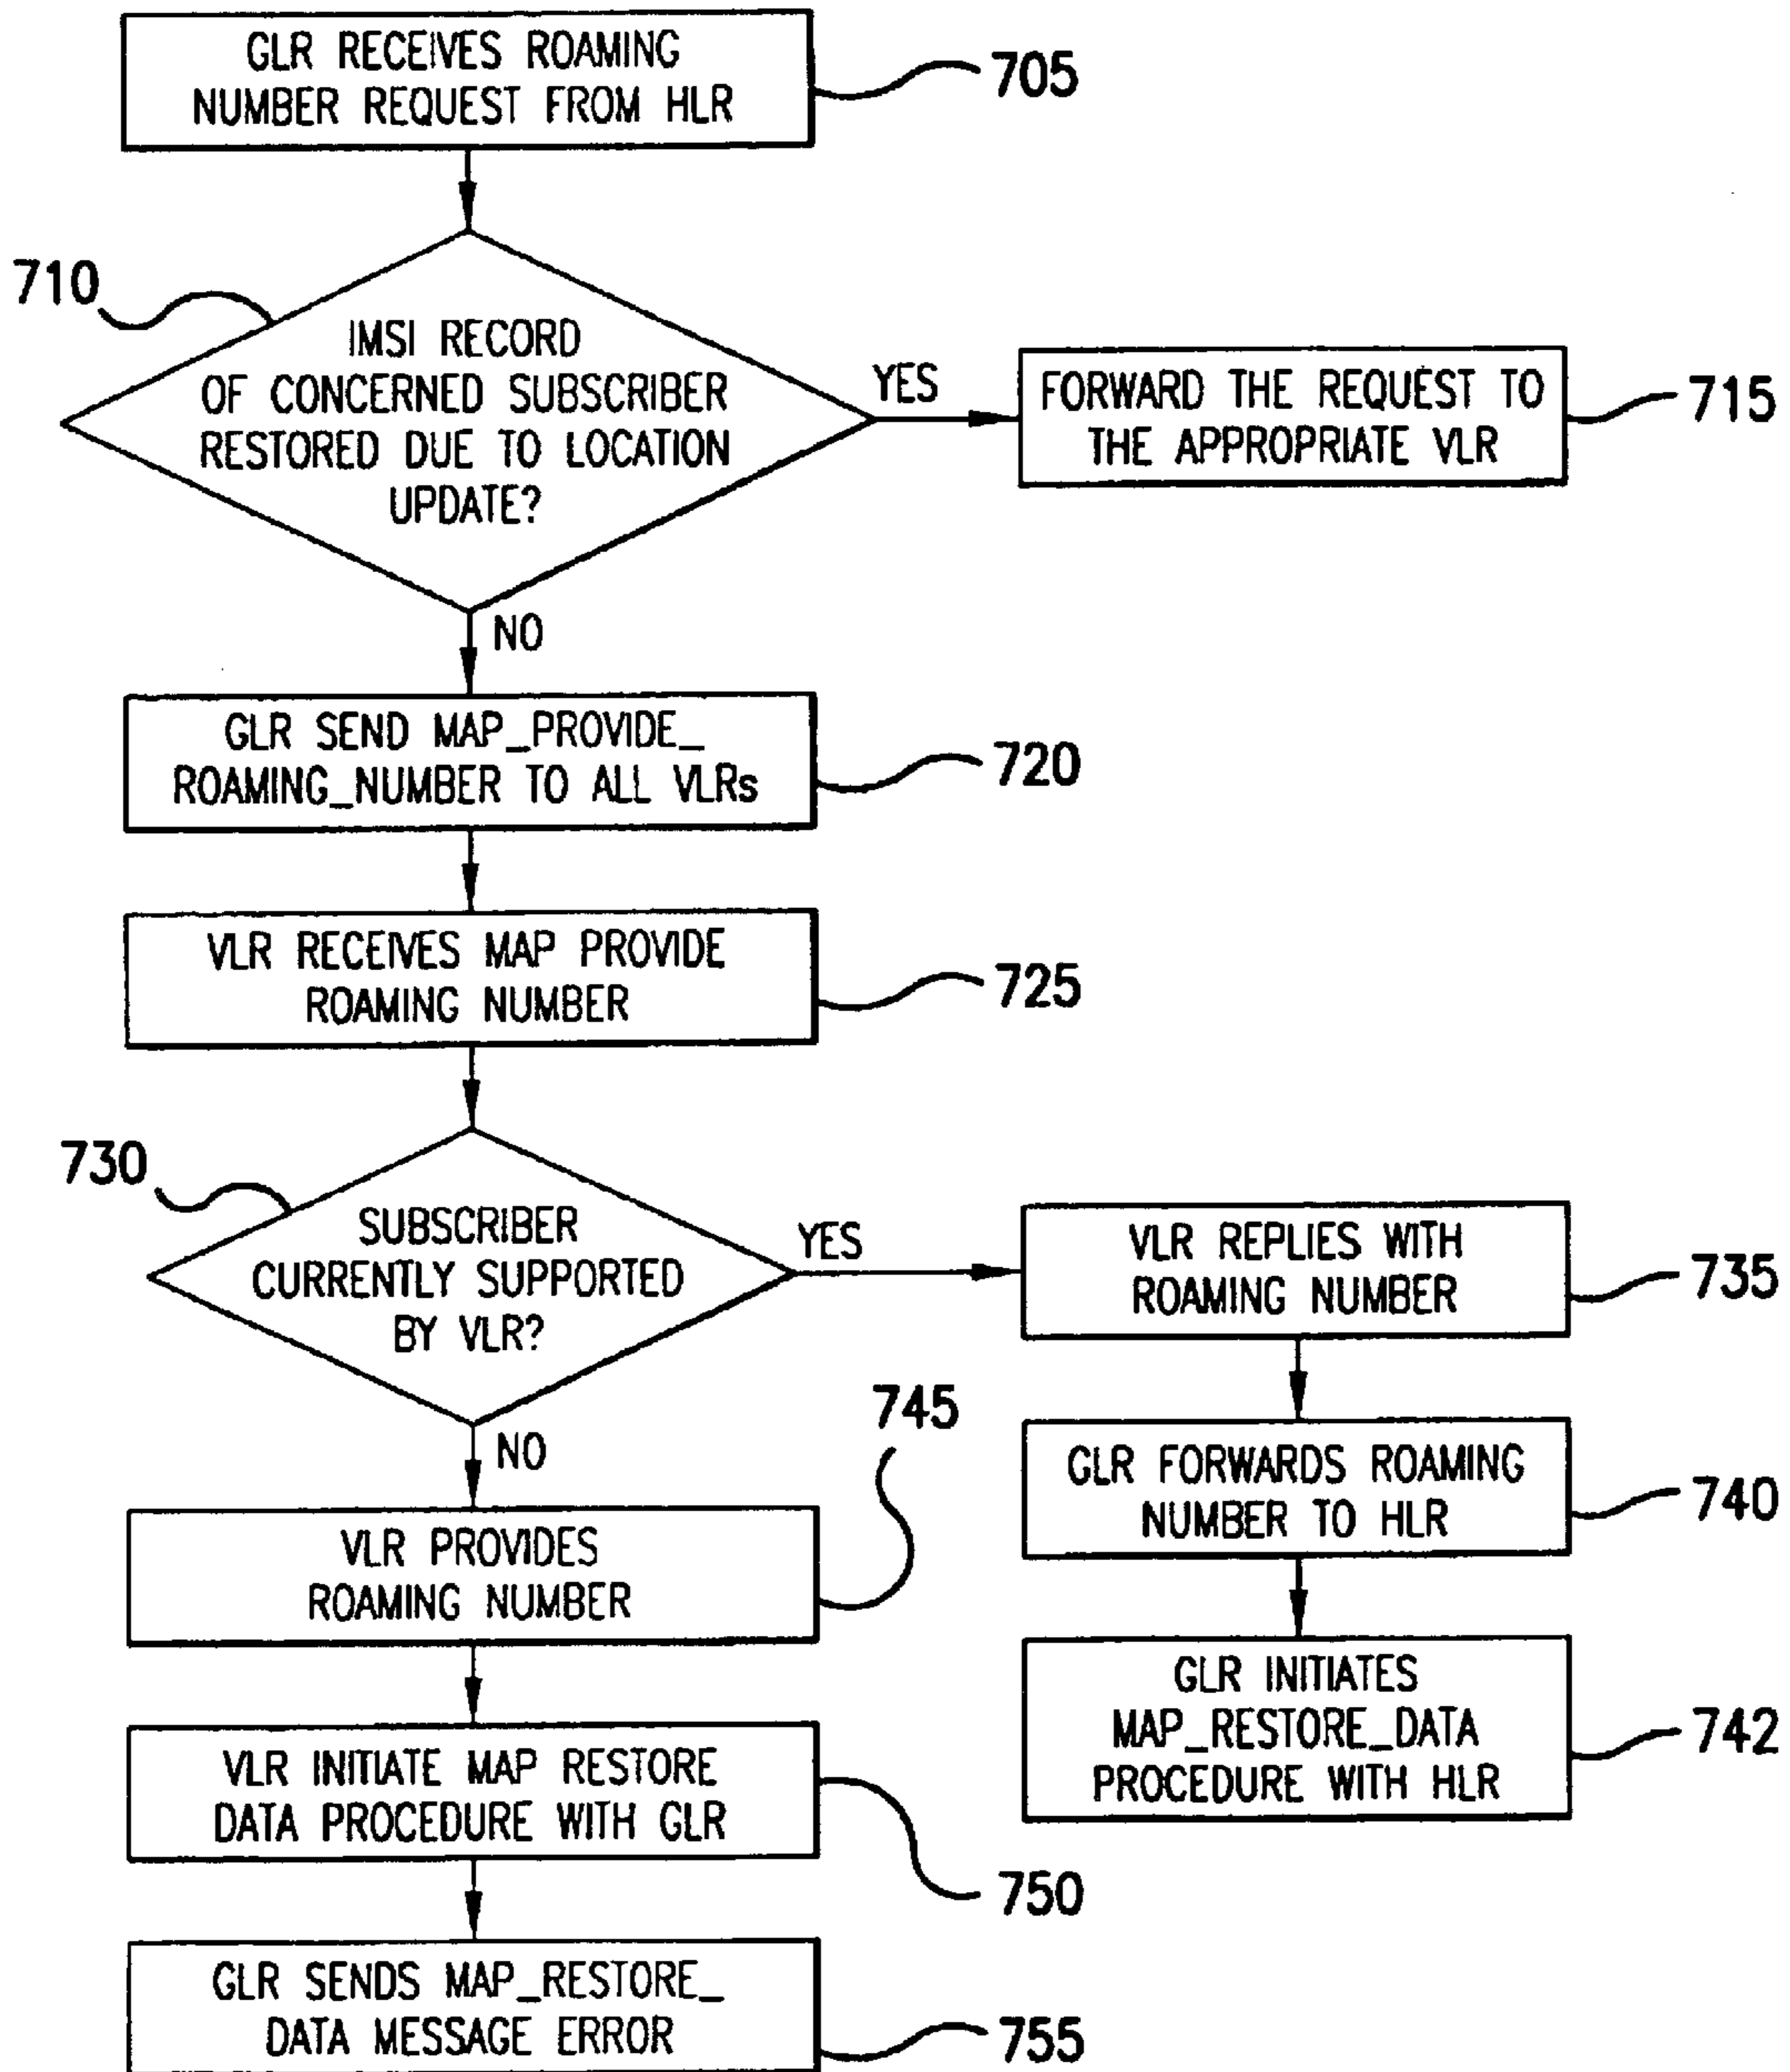 GLR RECEIVES ROAMING
NUMBER REQUEST FROM HLR
705
710
IMSI RECORD
OF CONCERNED SUBSCRIBER
RESTORED DUE TO LOCATION
UPDATE?
YES
FORWARD THE REQUEST TO
THE APPROPRIATE VLR
715
NO
GLR SEND MAP_PROVIDE_
ROAMING_NUMBER TO ALL VLRs
720
VLR RECEIVES MAP PROVIDE
ROAMING NUMBER
725
730
SUBSCRIBER
CURRENTLY SUPPORTED
BY VLR?
YES
VLR REPLIES WITH
ROAMING NUMBER
735
GLR FORWARDS ROAMING
NUMBER TO HLR
740
GLR INITIATES
MAP_RESTORE_DATA
PROCEDURE WITH HLR
742
NO
745
VLR PROVIDES
ROAMING NUMBER
VLR INITIATE MAP RESTORE
DATA PROCEDURE WITH GLR
750
GLR SENDS MAP_RESTORE_
DATA MESSAGE ERROR
755